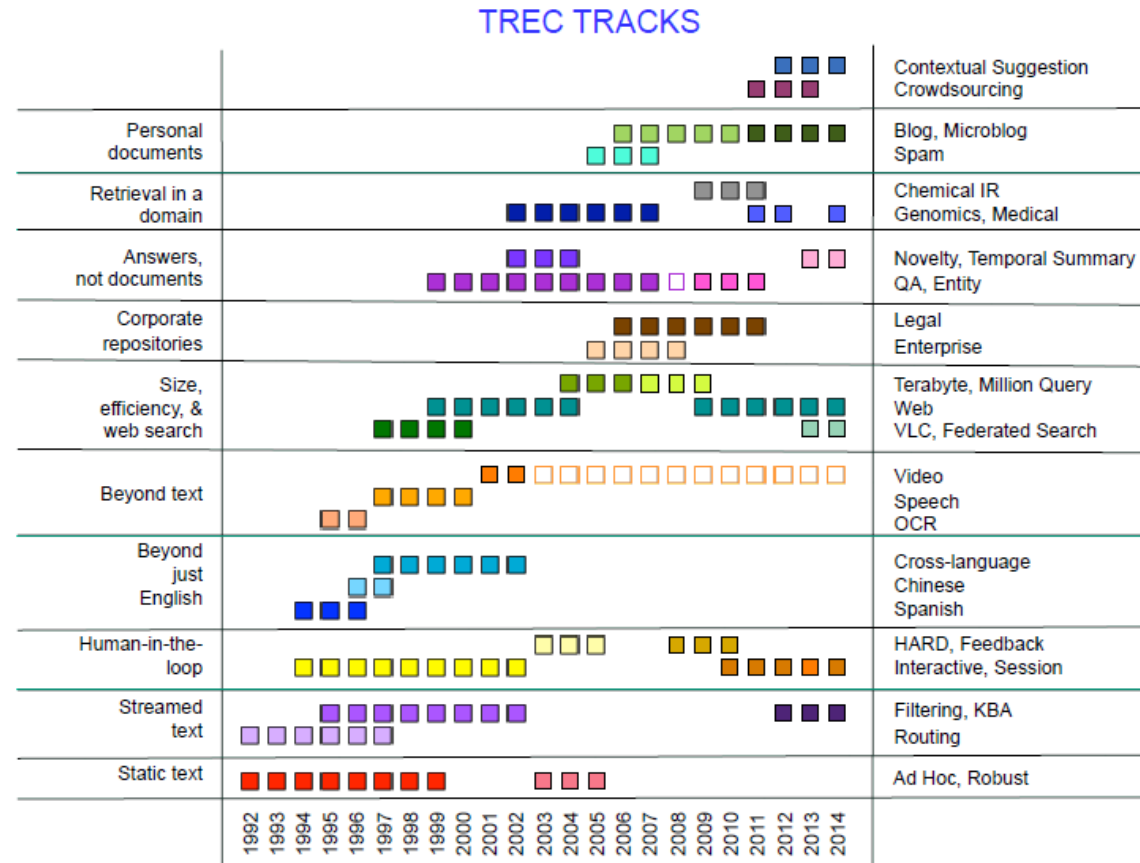 TREC TRACKS
Contextual Suggestion
Crowdsourcing
Personal
documents
Blog, Microblog
Spam
Retrieval in a
domain
Chemical IR
Genomics, Medical
Answers,
not documents
Novelty, Temporal Summary
QA, Entity
Corporate
repositories
Legal
Enterprise
Size,
efficiency, &
web search
Terabyte, Million Query
Web
VLC, Federated Search
Beyond text
Video
Speech
OCR
Beyond
just
English
Cross-language
Chinese
Spanish
Human-in-the-
loop
HARD, Feedback
Interactive, Session
Streamed
text
Filtering, KBA
Routing
Static text
Ad Hoc, Robust
1992
1993
1994
1995
1996
1997
1998
1999
2000
2001
2002
2003
2004
2005
2006
2007
2008
2009
2010
2011
2012
2013
2014